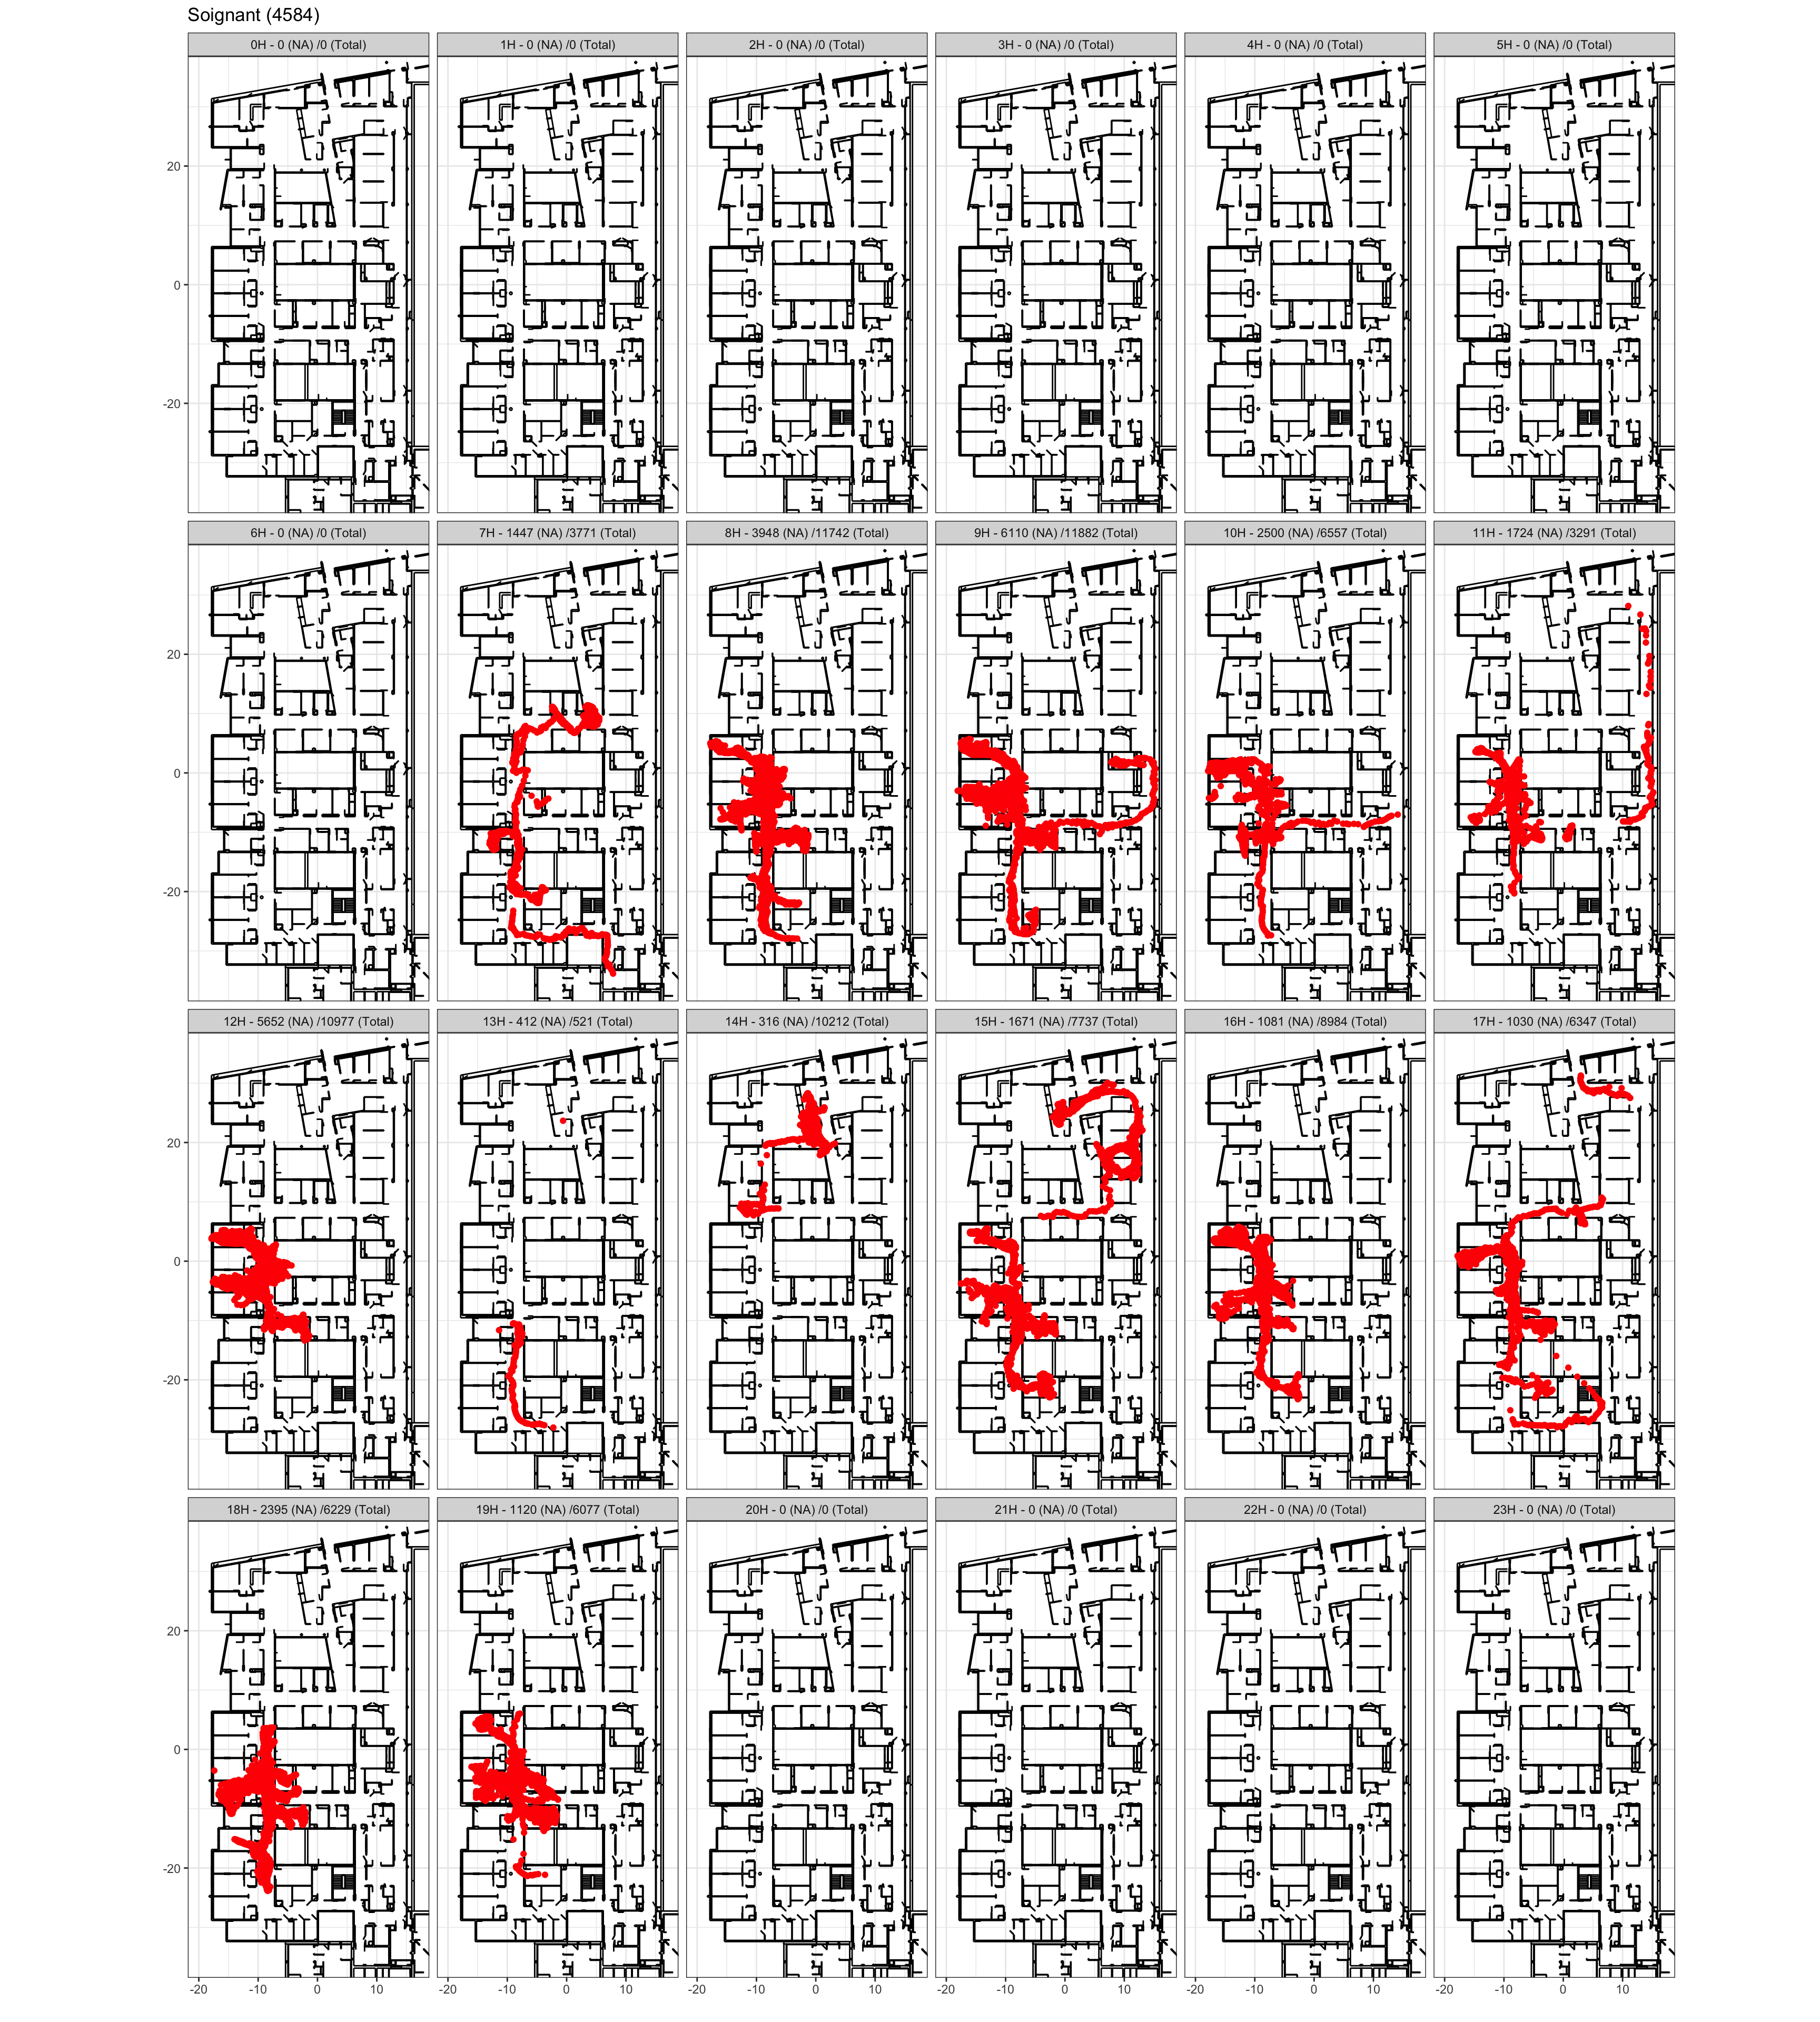 Soignant (4584)
0H - 0 (NA) /0 (Total) 1H - 0 (NA) /0 (Total) 2H - 0 (NA) /0 (Total) 3H - 0 (NA) /0 (Total) 4H - 0 (NA) /0 (Total) 5H - 0 (NA) /0 (Total)
20
0
-20
6H - 0 (NA) /0 (Total) 7H - 1447 (NA) /3771 (Total) 8H - 3948 (NA) /11742 (Total) 9H - 6110 (NA) /11882 (Total) 10H - 2500 (NA) /6557 (Total) 11H - 1724 (NA) /3291 (Total)
20
0
-20
12H - 5652 (NA) /10977 (Total) 13H - 412 (NA) /521 (Total) 14H - 316 (NA) /10212 (Total) 15H - 1671 (NA) /7737 (Total) 16H - 1081 (NA) /8984 (Total) 17H - 1030 (NA) /6347 (Total)
20
0
-20
18H - 2395 (NA) /6229 (Total) 19H - 1120 (NA) /6077 (Total) 20H - 0 (NA) /0 (Total) 21H - 0 (NA) /0 (Total) 22H - 0 (NA) /0 (Total) 23H - 0 (NA) /0 (Total)
20
0
-20
-20 -10 0 10 -20 -10 0 10 -20 -10 0 10 -20 -10 0 10 -20 -10 0 10 -20 -10 0 10